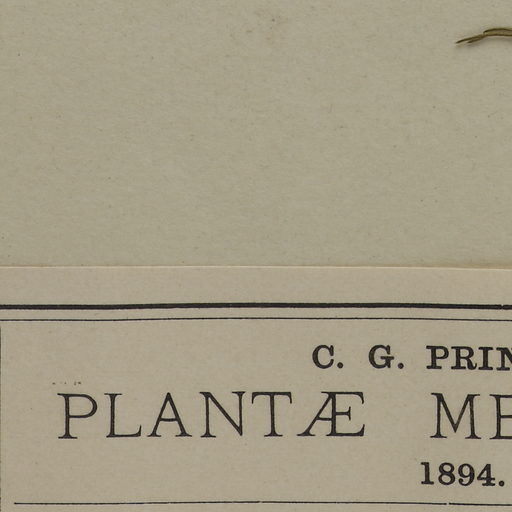 C. G. PRIN
PLANTÆ ME
1894.